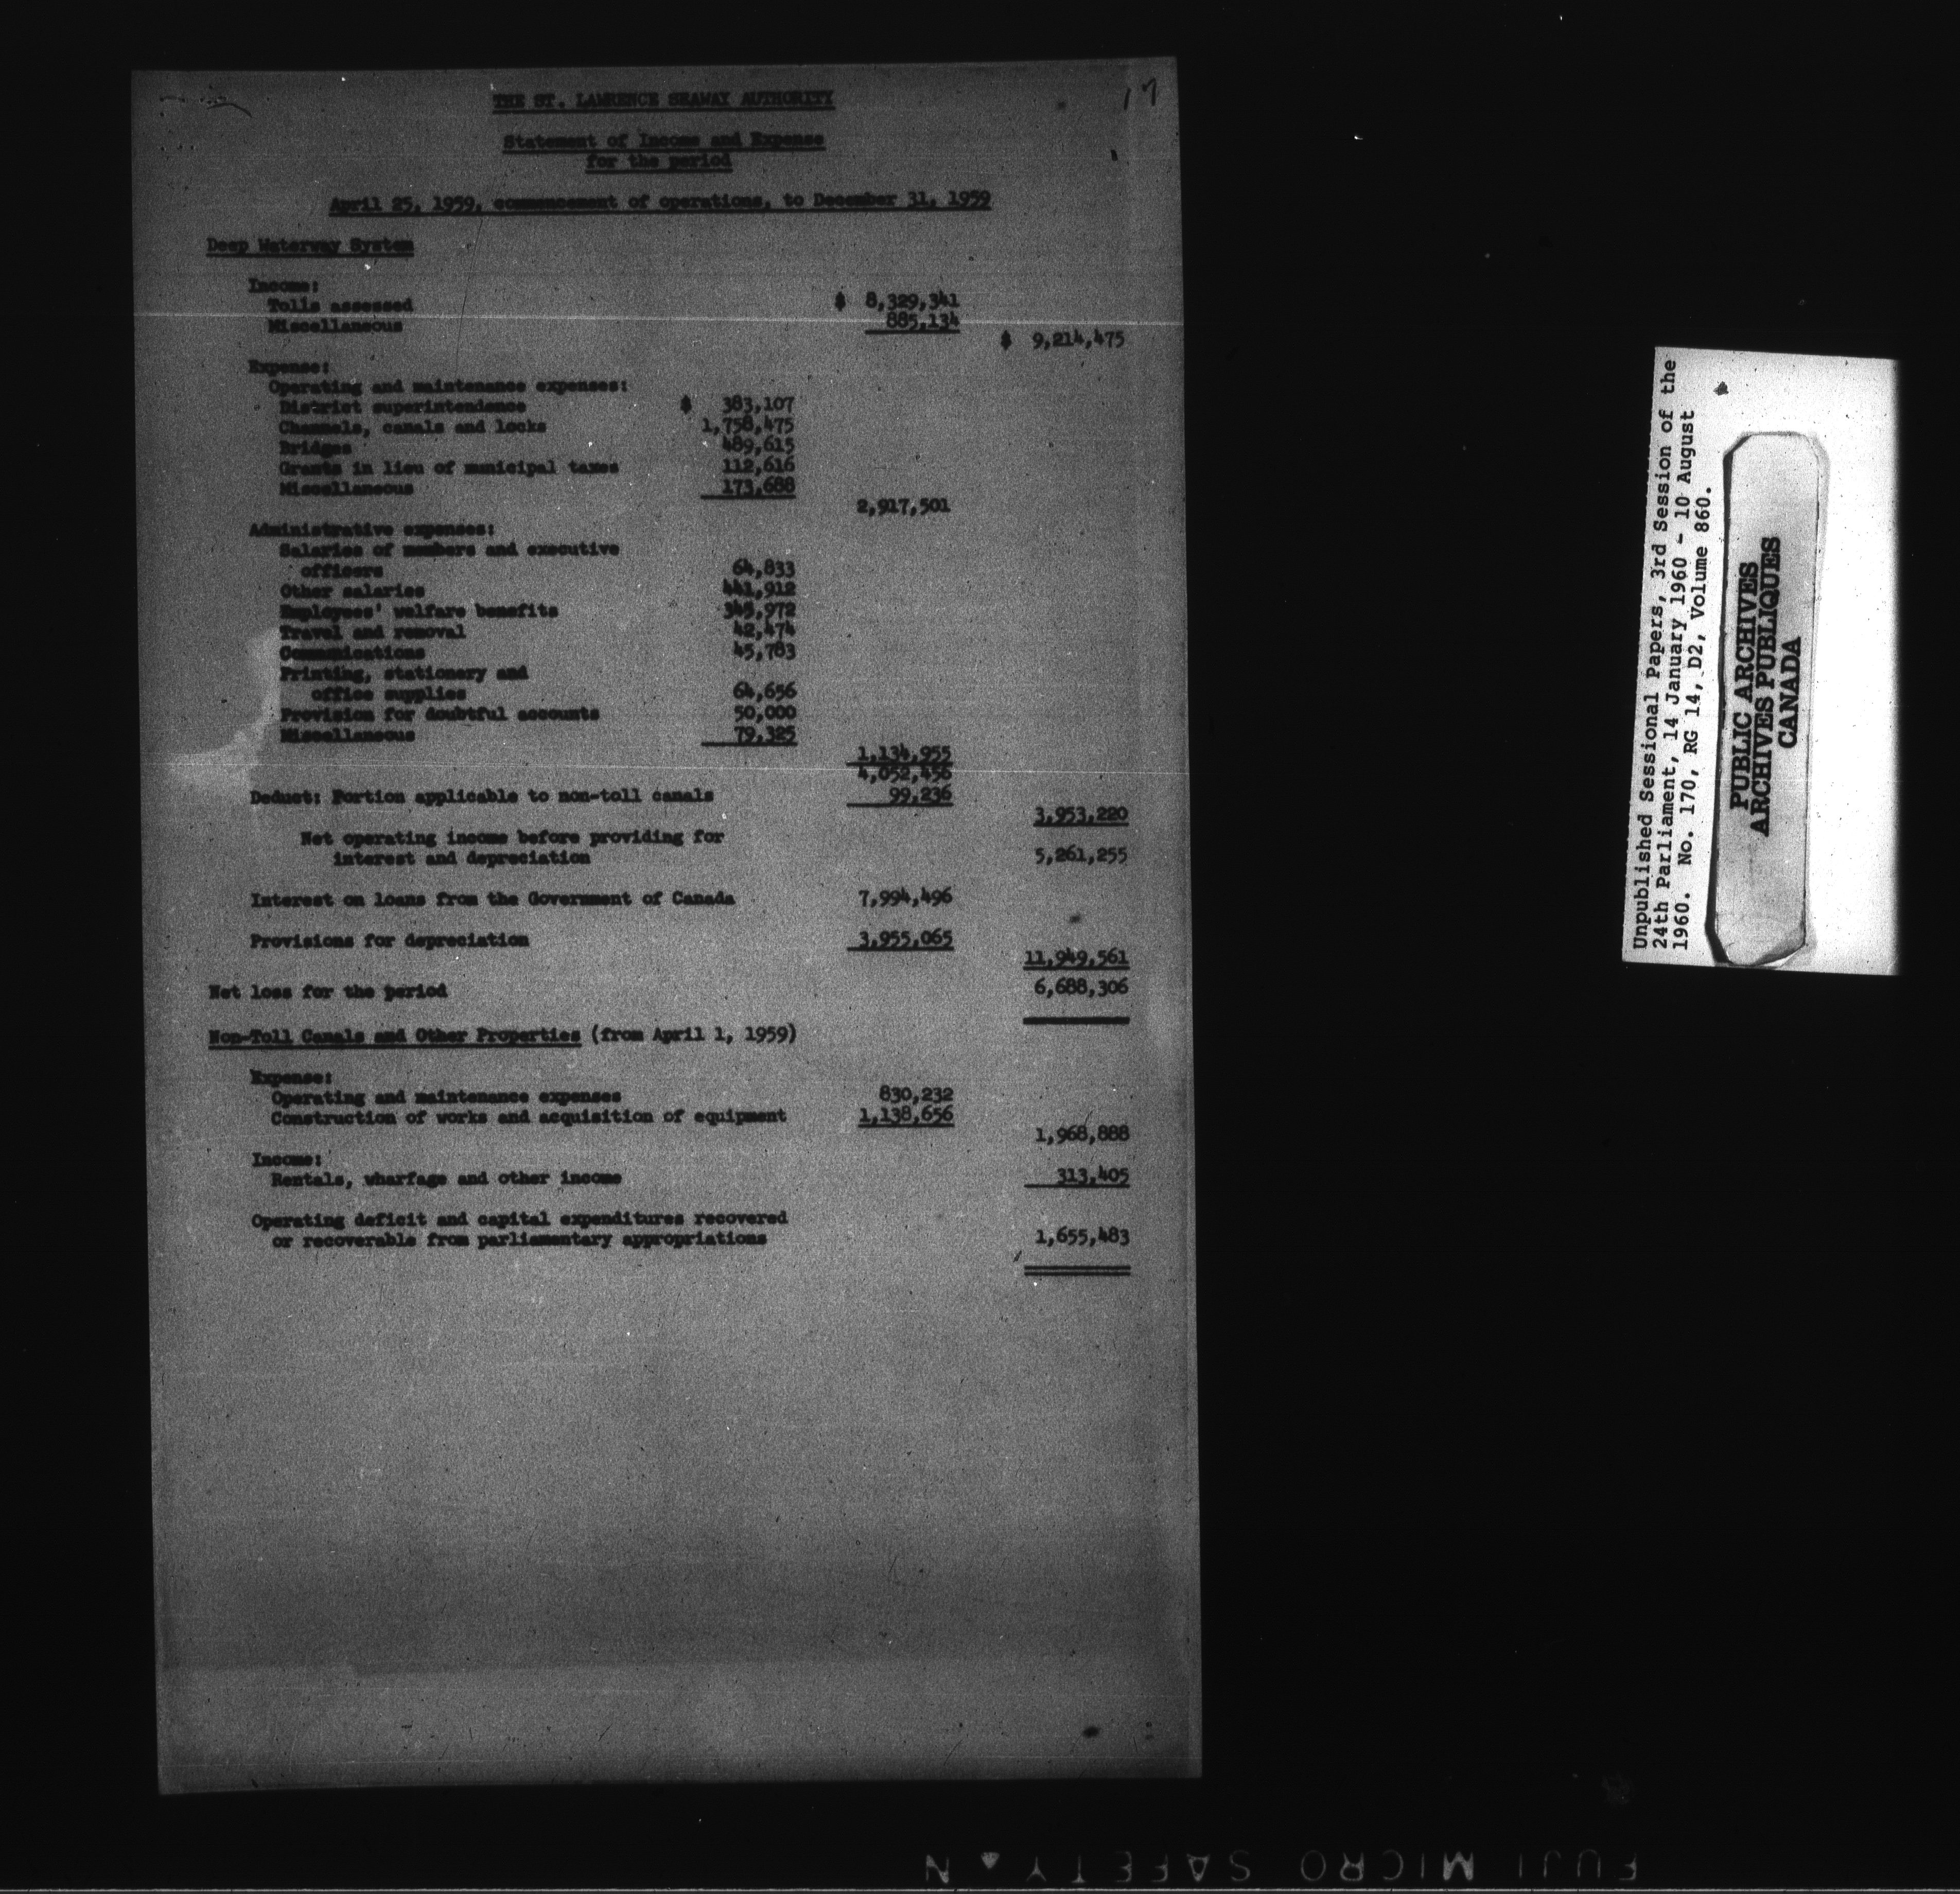 17
THE ST. LAWRENCE SEAWAY AUTHORITY
Statement of Income and Expense
for the period
April 25, 1959, commencement of operations, to December 31, 1959
Deep Waterway System
Income:
Tolls assessed $ 8,329,341
Miscellaneous 885,134
$ 9,214,475
Expense:
Operating and maintenance expenses:
District superintendence $ 383,107
Channels, canals and locks 1,758,475
Bridges 489,615
Grants in lieu of municipal taxes 112,616
Miscellaneous 173,688
2,917,501
Administrative expenses:
Salaries of members and executive
officers 64,833
Other salaries 441,912
Employees' welfare benefits 345,972
Travel and removal 42,474
Communications 45,783
Printing, stationery and
office supplies 64,656
Provision for doubtful accounts 50,000
Miscellaneous 79,325
1,134,955
4,052,456
Deduct: Portion applicable to non-toll canals 99,236
3,953,220
Net operating income before providing for
interest and depreciation 5,261,255
Interest on loans from the Government of Canada 7,994,496
Provisions for depreciation 3,955,065
11,949,561
Net loss for the period 6,688,306
Non-Toll Canals and Other Properties (from April 1, 1959)
Expense:
Operating and maintenance expenses 830,232
Construction of works and acquisition of equipment 1,138,656
1,968,888
Income:
Rentals, wharfage and other income 313,405
Operating deficit and capital expenditures recovered
or recoverable from parliamentary appropriations 1,655,483
Unpublished Sessional Papers, 3rd Session of the
24th Parliament, 14 January 1960 - 10 August
1960. No. 170, RG 14, D2, Volume 860.
PUBLIC ARCHIVES
ARCHIVES PUBLIQUES
CANADA
FUJI MICRO SAFETY ▲ N